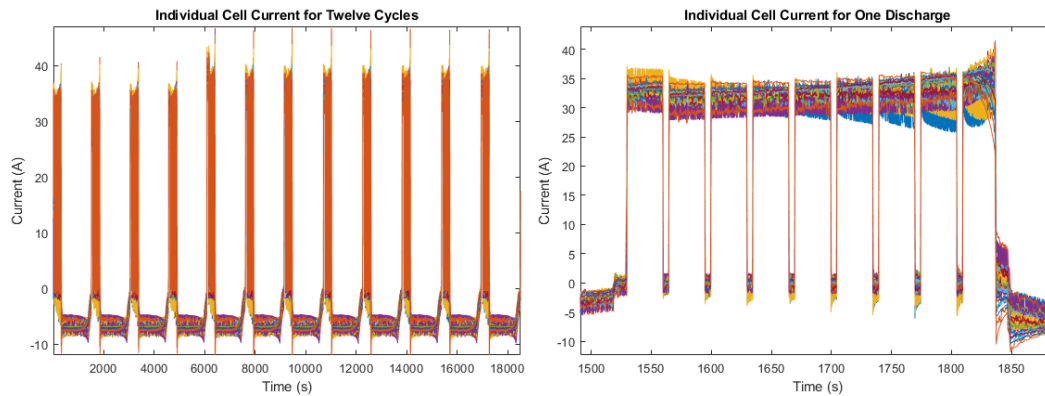 Individual Cell Current for Twelve Cycles
Current (A)
40
30
20
10
0
-10
2000 4000 6000 8000 10000 12000 14000 16000 18000
Time (s)
Individual Cell Current for One Discharge
Current (A)
40
35
30
25
20
15
10
5
0
-5
-10
1500 1550 1600 1650 1700 1750 1800 1850
Time (s)